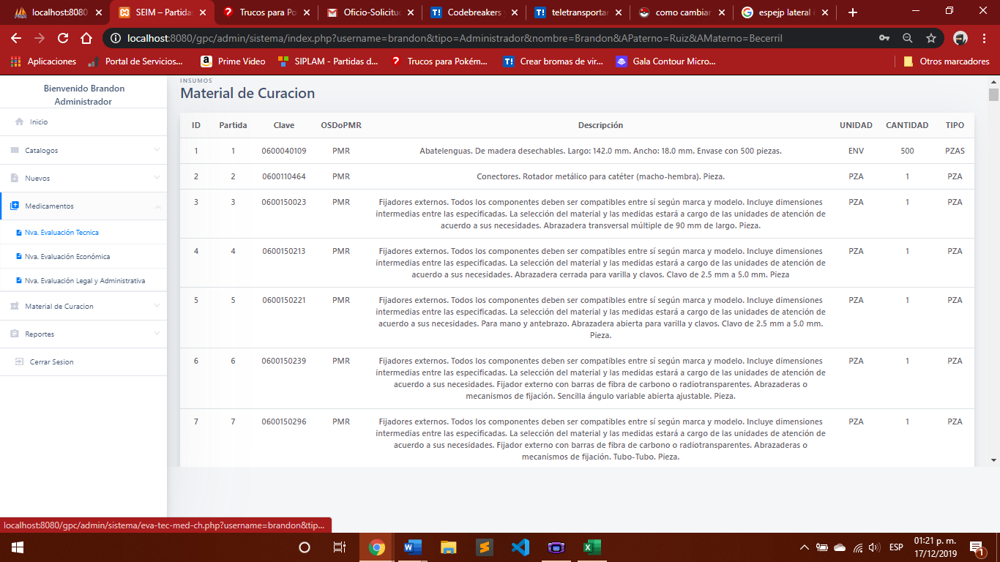 localhost:8080
SEIM – Partidas
Trucos para Po
Oficio-Solicitud
Codebreakers
teletransporta
como cambiar
espejp lateral i
localhost:8080/gpc/admin/sistema/index.php?username=brandon&tipo=Administrador&nombre=Brandon&APaterno=Ruiz&AMaterno=Becerril
Aplicaciones
Portal de Servicios...
Prime Video
SIPLAM - Partidas d...
Trucos para Pokém...
Crear bromas de vir...
Gala Contour Micro...
Otros marcadores
Bienvenido Brandon
Administrador
Inicio
Catalogos
Nuevos
Medicamentos
Nva. Evaluación Tecnica
Nva. Evaluación Económica
Nva. Evaluación Legal y Administrativa
Material de Curacion
Reportes
Cerrar Sesion
INSUMOS
Material de Curacion
ID Partida Clave OSDoPMR Descripción UNIDAD CANTIDAD TIPO
1 1 0600040109 PMR Abatelenguas. De madera desechables. Largo: 142.0 mm. Ancho: 18.0 mm. Envase con 500 piezas. ENV 500 PZAS
2 2 0600110464 PMR Conectores. Rotador metálico para catéter (macho-hembra). Pieza. PZA 1 PZA
3 3 0600150023 PMR Fijadores externos. Todos los componentes deben ser compatibles entre sí según marca y modelo. Incluye dimensiones PZA 1 PZA
intermedias entre las especificadas. La selección del material y las medidas estará a cargo de las unidades de atención de
acuerdo a sus necesidades. Abrazadera transversal múltiple de 90 mm de largo. Pieza.
4 4 0600150213 PMR Fijadores externos. Todos los componentes deben ser compatibles entre sí según marca y modelo. Incluye dimensiones PZA 1 PZA
intermedias entre las especificadas. La selección del material y las medidas estará a cargo de las unidades de atención de
acuerdo a sus necesidades. Abrazadera cerrada para varilla y clavos. Clavo de 2.5 mm a 5.0 mm. Pieza
5 5 0600150221 PMR Fijadores externos. Todos los componentes deben ser compatibles entre sí según marca y modelo. Incluye dimensiones PZA 1 PZA
intermedias entre las especificadas. La selección del material y las medidas estará a cargo de las unidades de atención de
acuerdo a sus necesidades. Para mano y antebrazo. Abrazadera abierta para varilla y clavos. Clavo de 2.5 mm a 5.0 mm.
Pieza.
6 6 0600150239 PMR Fijadores externos. Todos los componentes deben ser compatibles entre sí según marca y modelo. Incluye dimensiones PZA 1 PZA
intermedias entre las especificadas. La selección del material y las medidas estará a cargo de las unidades de atención de
acuerdo a sus necesidades. Fijador externo con barras de fibra de carbono o radiotransparentes. Abrazaderas o
mecanismos de fijación. Sencilla ángulo variable abierta ajustable. Pieza.
7 7 0600150296 PMR Fijadores externos. Todos los componentes deben ser compatibles entre sí según marca y modelo. Incluye dimensiones PZA 1 PZA
intermedias entre las especificadas. La selección del material y las medidas estará a cargo de las unidades de atención de
acuerdo a sus necesidades. Fijador externo con barras de fibra de carbono o radiotransparentes. Abrazaderas o
mecanismos de fijación. Tubo-Tubo. Pieza.
localhost:8080/gpc/admin/sistema/eva-tec-med-ch.php?username=brandon&tip...
ESP
01:21 p. m.
17/12/2019
1